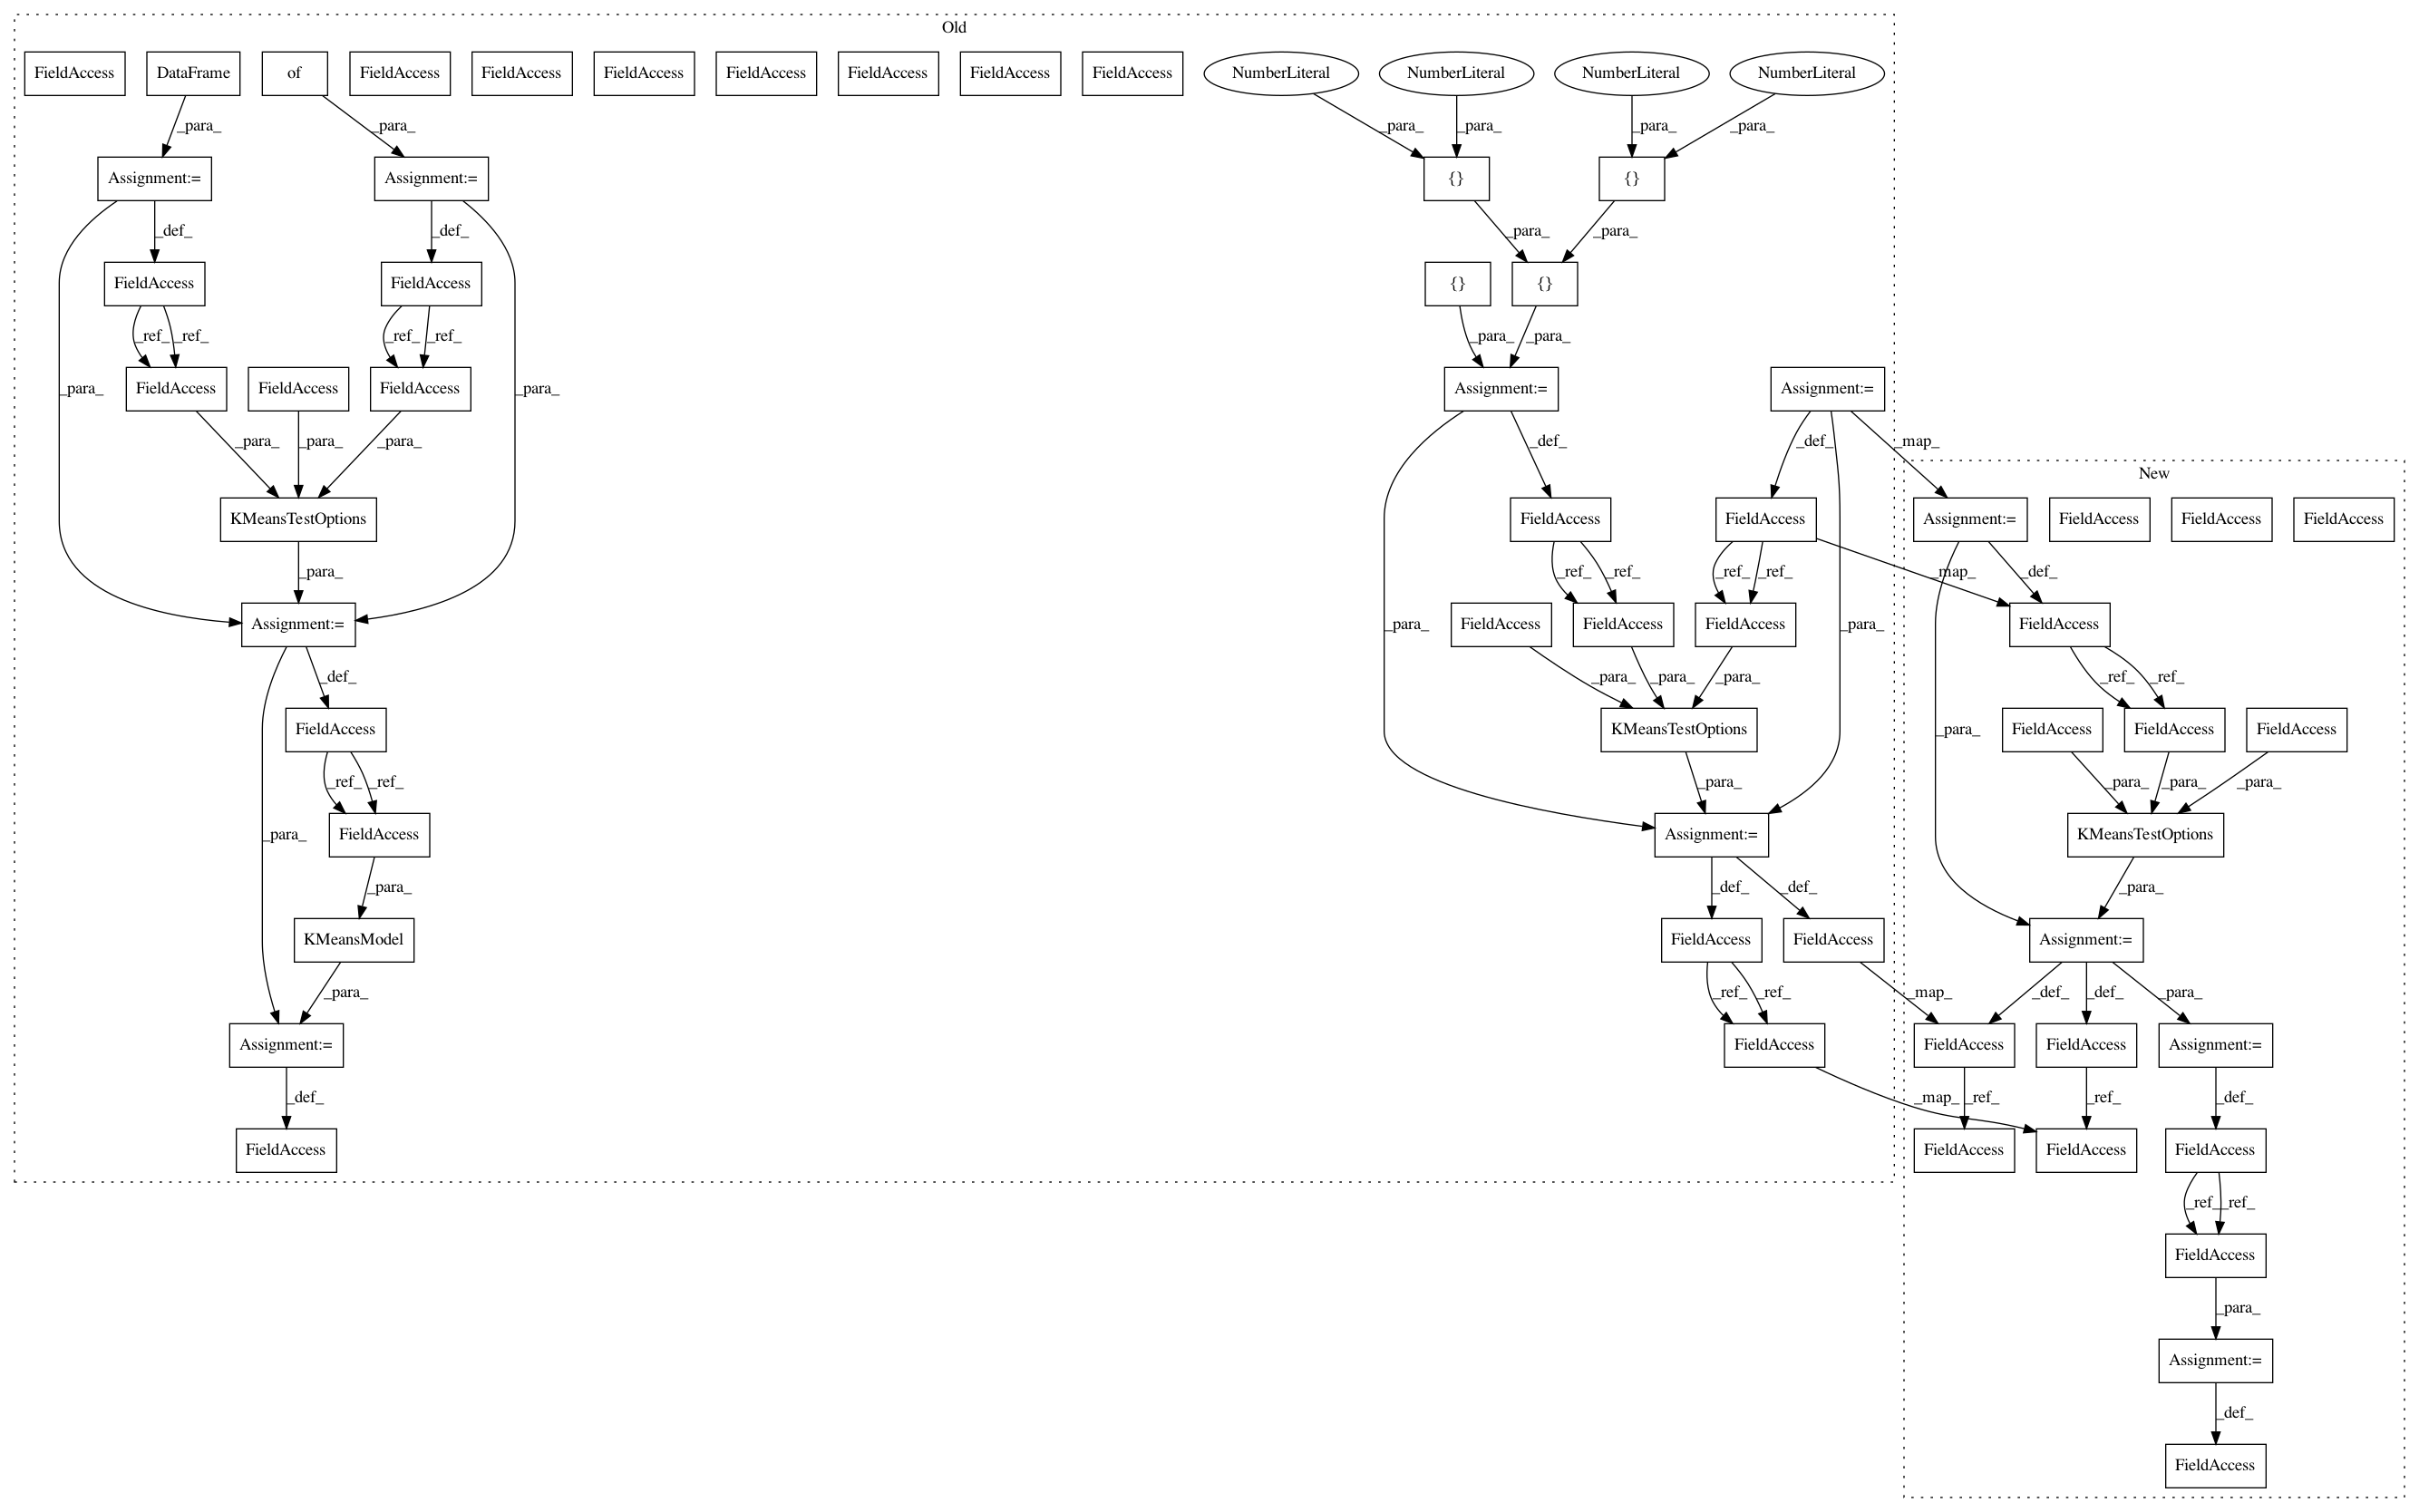 Old
FieldAccess DataFrame of FieldAccess FieldAccess FieldAccess FieldAccess FieldAccess FieldAccess FieldAccess NumberLiteral NumberLiteral NumberLiteral NumberLiteral
_para_ _para_ _para_ _para_ _para_ _para_
Assignment:= Assignment:= {} {}
_def_ _def_ _para_ _para_
FieldAccess FieldAccess {} {}
_ref_ _ref_ _ref_ _ref_ _para_ _para_
_para_ FieldAccess FieldAccess FieldAccess _para_ Assignment:= Assignment:=
_para_ _para_ _para_ _def_ _def_ _map_
New
KMeansTestOptions FieldAccess FieldAccess Assignment:= FieldAccess FieldAccess FieldAccess
_para_ _ref_ _ref_ _ref_ _ref_ _map_ _def_
Assignment:= _para_ FieldAccess FieldAccess FieldAccess _para_ FieldAccess
_def_ _para_ _para_ _para_ _ref_ _ref_
FieldAccess KMeansTestOptions _para_ FieldAccess FieldAccess FieldAccess
_ref_ _ref_ _para_ _para_ _para_ _para_
_para_ FieldAccess Assignment:= KMeansTestOptions
_para_ _def_ _def_ _para_
KMeansModel FieldAccess FieldAccess Assignment:=
_para_ _ref_ _ref_ _map_ _def_ _def_ _para_
Assignment:= FieldAccess FieldAccess FieldAccess Assignment:=
_def_ _map_ _ref_ _ref_ _def_
FieldAccess FieldAccess FieldAccess FieldAccess
_ref_ _ref_
FieldAccess
_para_
Assignment:=
_def_
FieldAccess